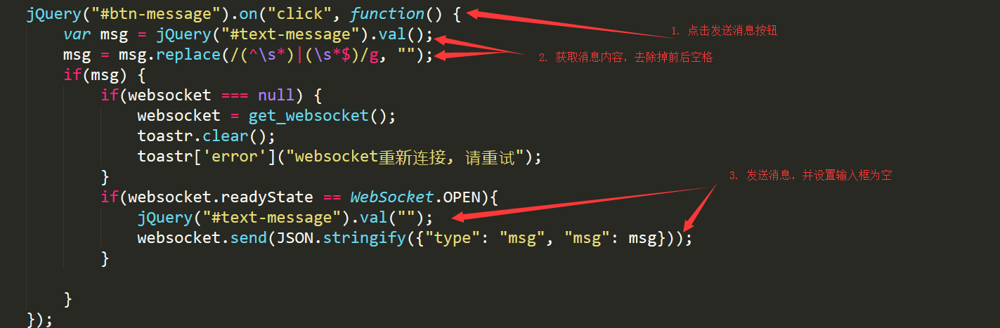 jQuery("#btn-message").on("click", function() {
1. 点击发送消息按钮
var msg = jQuery("#text-message").val();
msg = msg.replace(/(^\s*)|(\s*$)/g, "");
2. 获取消息内容，去除掉前后空格
if(msg) {
if(websocket === null) {
websocket = get_websocket();
toastr.clear();
toastr['error']("websocket重新连接, 请重试");
}
3. 发送消息，并设置输入框为空
if(websocket.readyState == WebSocket.OPEN){
jQuery("#text-message").val("");
websocket.send(JSON.stringify({"type": "msg", "msg": msg}));
}
}
});